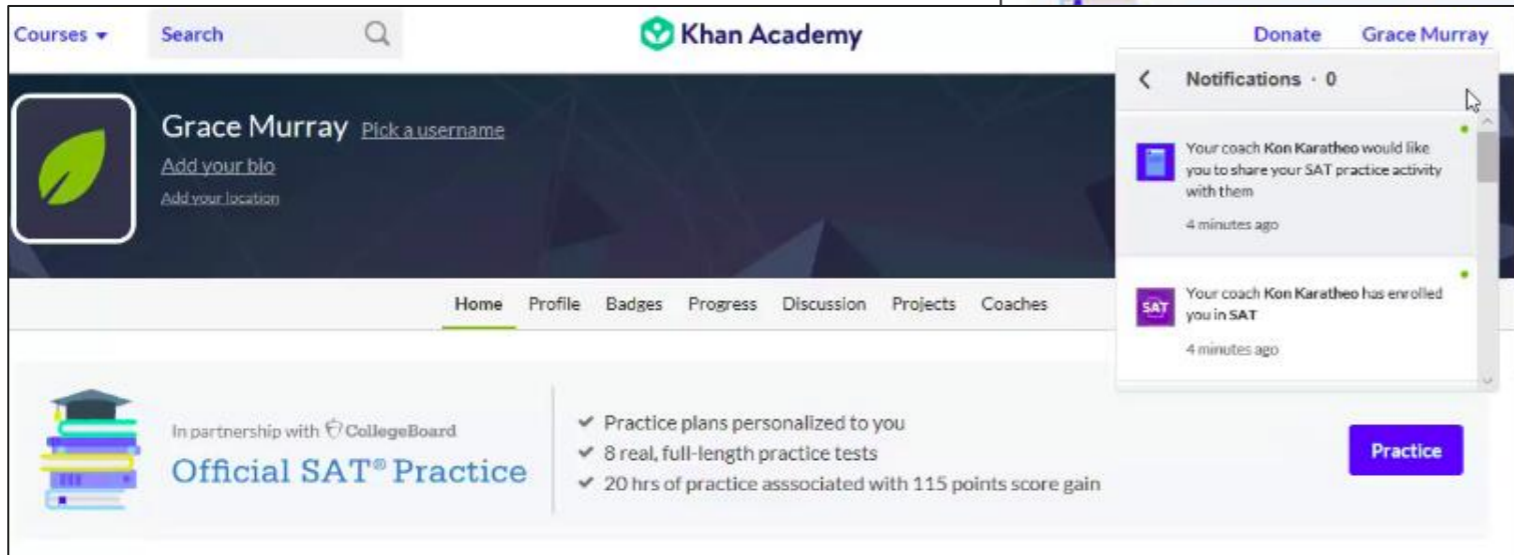 Courses
Search
Khan Academy
Donate
Grace Murray
Notifications · 0
Grace Murray Pick a username
Add your bio
Add your location
Your coach Kon Karatheo would like
you to share your SAT practice activity
with them
4 minutes ago
Your coach Kon Karatheo has enrolled
you in SAT
4 minutes ago
SAT
Home Profile Badges Progress Discussion Projects Coaches
In partnership with CollegeBoard
Official SAT® Practice
✔ Practice plans personalized to you
✔ 8 real, full-length practice tests
✔ 20 hrs of practice asssociated with 115 points score gain
Practice